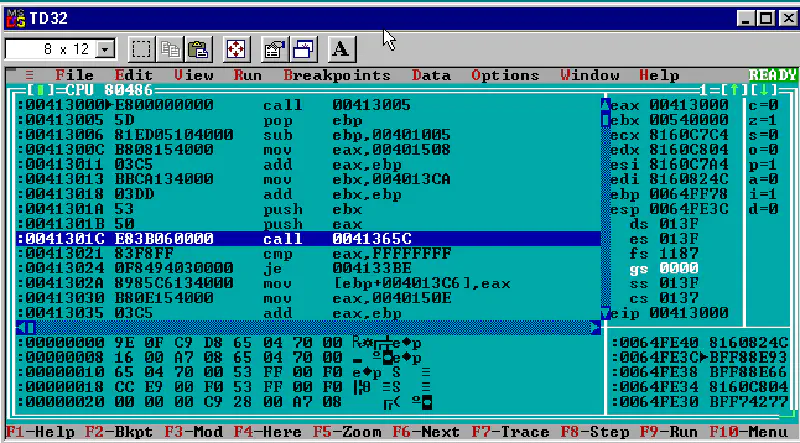 TD32
8 x 12 A
≡ File Edit View Run Breakpoints Data Options Window Help READY
[▮]=CPU 80486 1=[↑][↓]
:00413000▶E800000000 call 00413005 eax 00413000 c=0
:00413005 5D pop ebp ebx 00540000 z=1
:00413006 81ED05104000 sub ebp,00401005 ecx 8160C7C4 s=0
:0041300C B808154000 mov eax,00401508 edx 8160C804 o=0
:00413011 03C5 add eax,ebp esi 8160C7A4 p=1
:00413013 BBCA134000 mov ebx,004013CA edi 8160824C a=0
:00413018 03DD add ebx,ebp ebp 0064FF78 i=1
:0041301A 53 push ebx esp 0064FE3C d=0
:0041301B 50 push eax ds 013F
:0041301C E83B060000 call 0041365C es 013F
:00413021 83F8FF cmp eax,FFFFFFFF fs 1187
:00413024 0F8494030000 je 004133BE gs 0000
:0041302A 8985C6134000 mov [ebp+004013C6],eax ss 013F
:00413030 BB0E154000 mov eax,0040150E cs 0137
:00413035 03C5 add eax,ebp eip 00413000
:00000000 9E 0F C9 D8 65 04 70 00 :0064FE40 8160824C
:00000008 16 00 A7 08 65 04 70 00 :0064FE3C▶BFF88E93
:00000010 65 04 70 00 53 FF 00 F0 e♦p S ≡ :0064FE38 BFF88E66
:00000018 CC E9 00 F0 53 FF 00 F0 :0064FE34 8160C804
:00000020 00 00 00 C9 28 00 A7 08 :0064FE30 BFF74277
F1-Help F2-Bkpt F3-Mod F4-Here F5-Zoom F6-Next F7-Trace F8-Step F9-Run F10-Menu